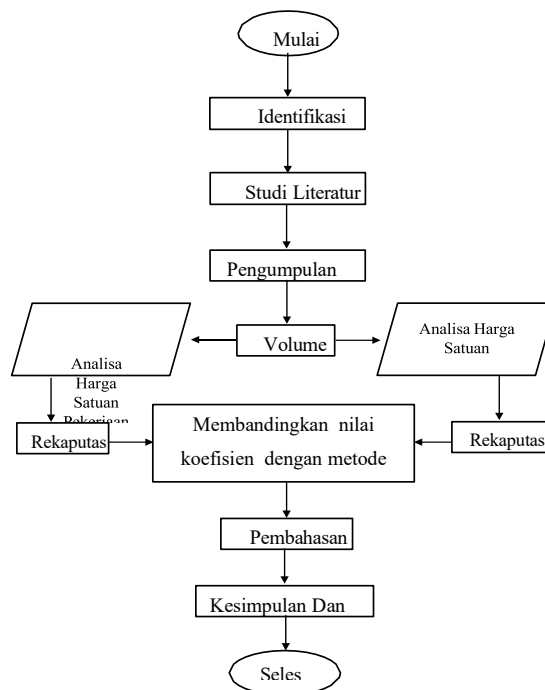 Mulai
Identifikasi
Studi Literatur
Pengumpulan
Volume
Analisa
Harga
Satuan
Pekerjaan
Analisa Harga
Satuan
Rekaputas
Membandingkan nilai
koefisien dengan metode
Rekaputas
Pembahasan
Kesimpulan Dan
Seles